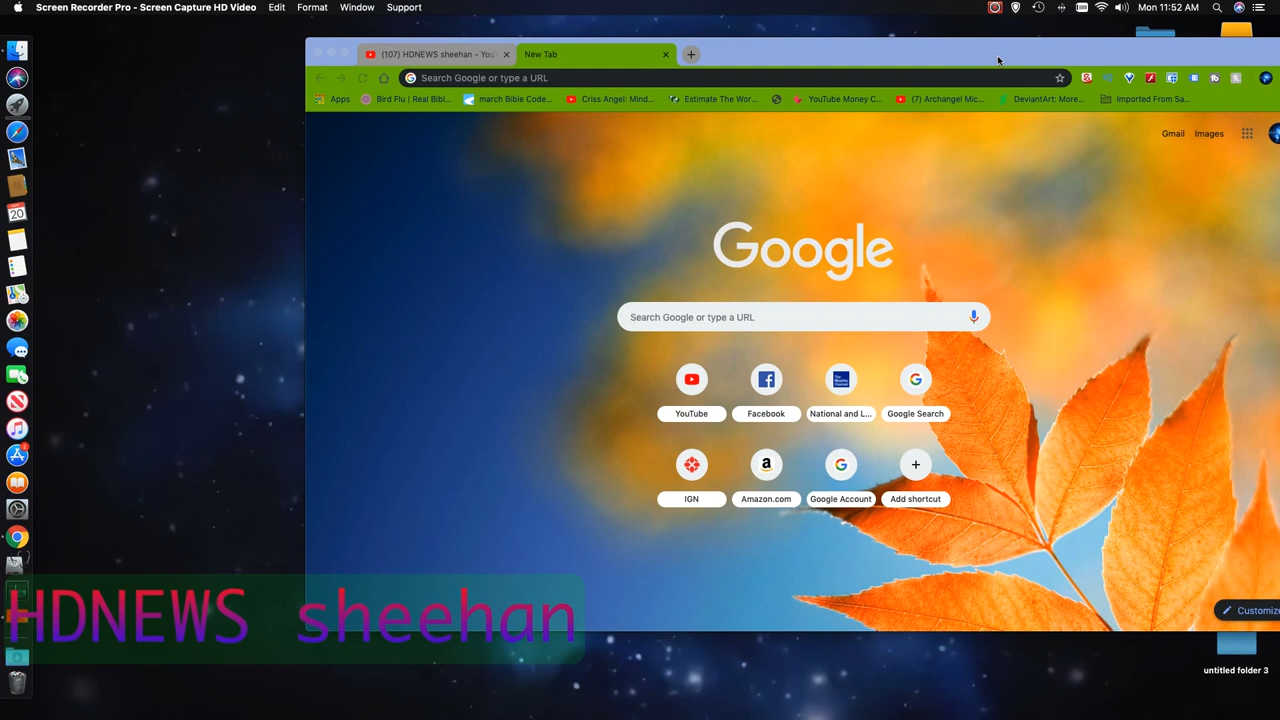 Screen Recorder Pro - Screen Capture HD Video Edit Format Window Support Mon 11:52 AM
(107) HDNEWS sheehan - You
New Tab
Search Google or type a URL
Apps Bird Flu | Real Bibl... march Bible Code... Criss Angel: Mind... Estimate The Wor... YouTube Money C... (7) Archangel Mic... DeviantArt: More... Imported From Sa...
Gmail Images
Google
Search Google or type a URL
YouTube Facebook National and L... Google Search
IGN Amazon.com Google Account Add shortcut
20
HDNEWS sheehan
Customize
untitled folder 3